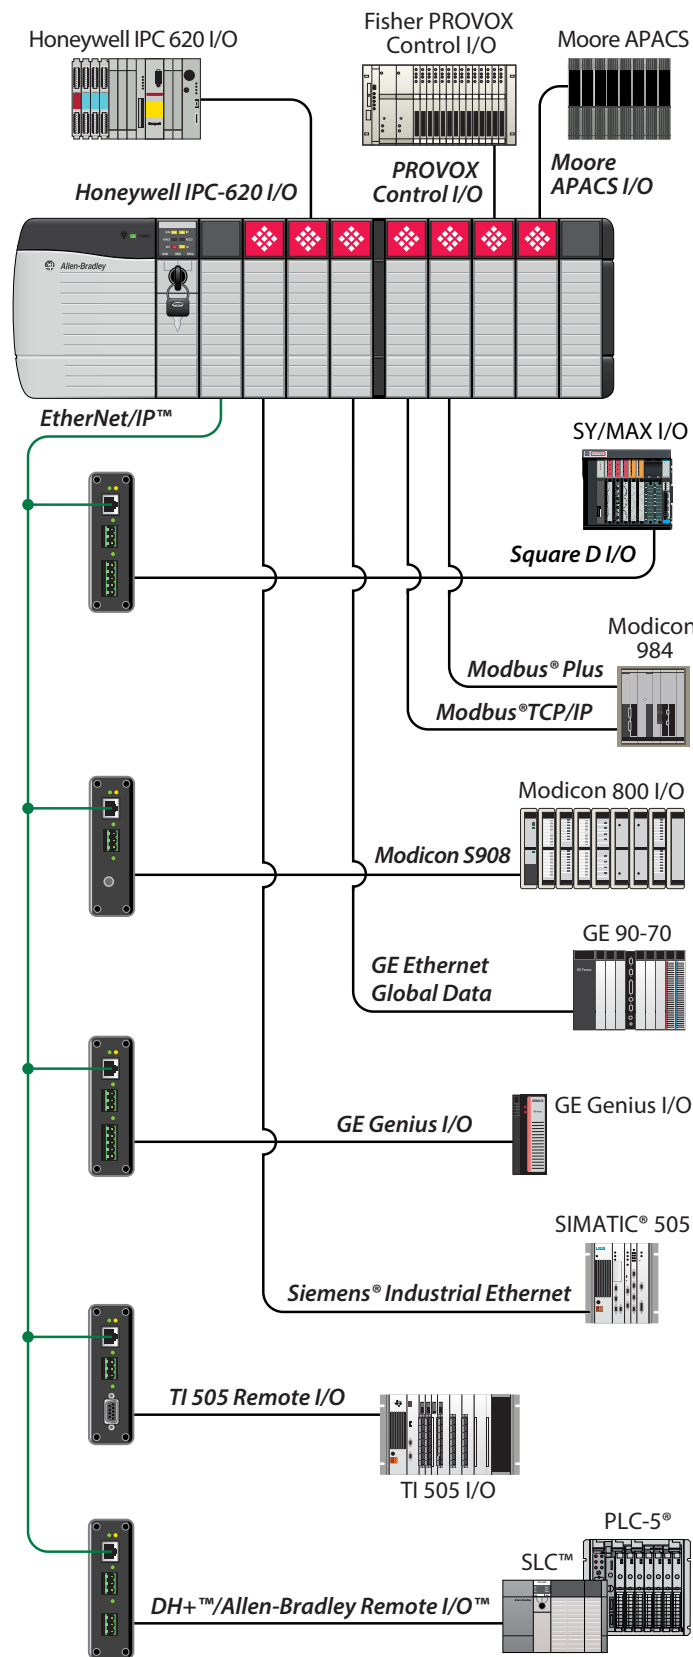 Honeywell IPC 620 I/O
Fisher PROVOX
Control I/O
Moore APACS
Honeywell IPC-620 I/O
PROVOX
Control I/O
Moore
APACS I/O
Allen-Bradley
EtherNet/IP™
SY/MAX I/O
Square D I/O
Modicon
984
Modbus® Plus
Modbus®TCP/IP
Modicon 800 I/O
Modicon S908
GE 90-70
GE Ethernet
Global Data
GE Genius I/O
GE Genius I/O
SIMATIC® 505
Siemens® Industrial Ethernet
TI 505 Remote I/O
TI 505 I/O
PLC-5®
SLC™
DH+™/Allen-Bradley Remote I/O™